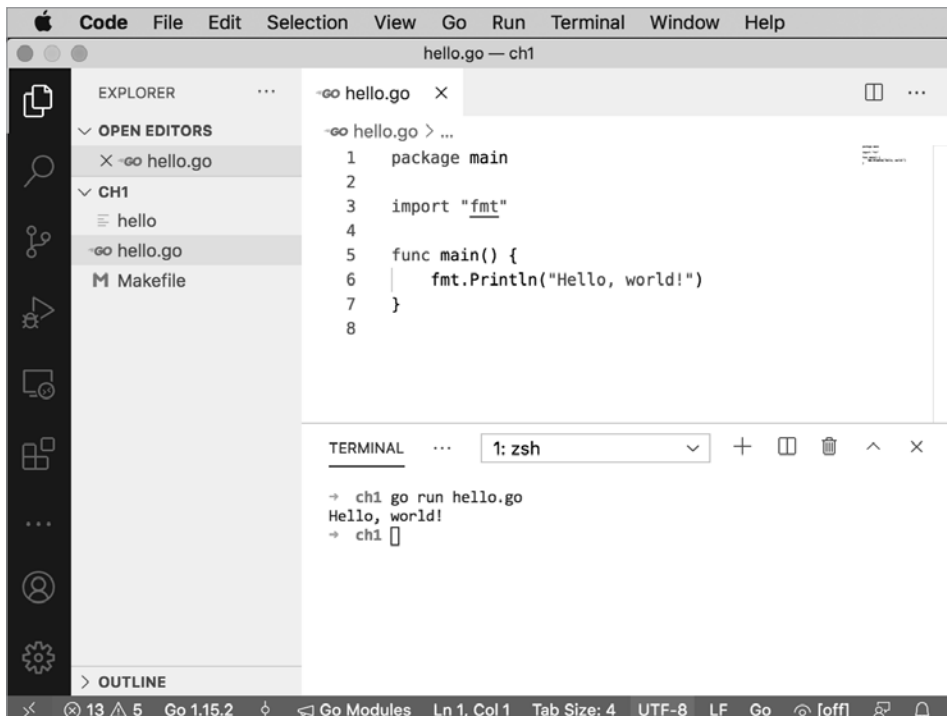 Code File Edit Selection View Go Run Terminal Window Help
hello.go — ch1
EXPLORER ···
OPEN EDITORS
GO hello.go
CH1
hello
GO hello.go
M Makefile
OUTLINE
GO hello.go
GO hello.go > ...
1 package main
2
3 import "fmt"
4
5 func main() {
6 fmt.Println("Hello, world!")
7 }
8
TERMINAL ··· 1: zsh
→ ch1 go run hello.go
Hello, world!
→ ch1
13 5 Go 1.15.2 Go Modules Ln 1, Col 1 Tab Size: 4 UTF-8 LF Go [off]